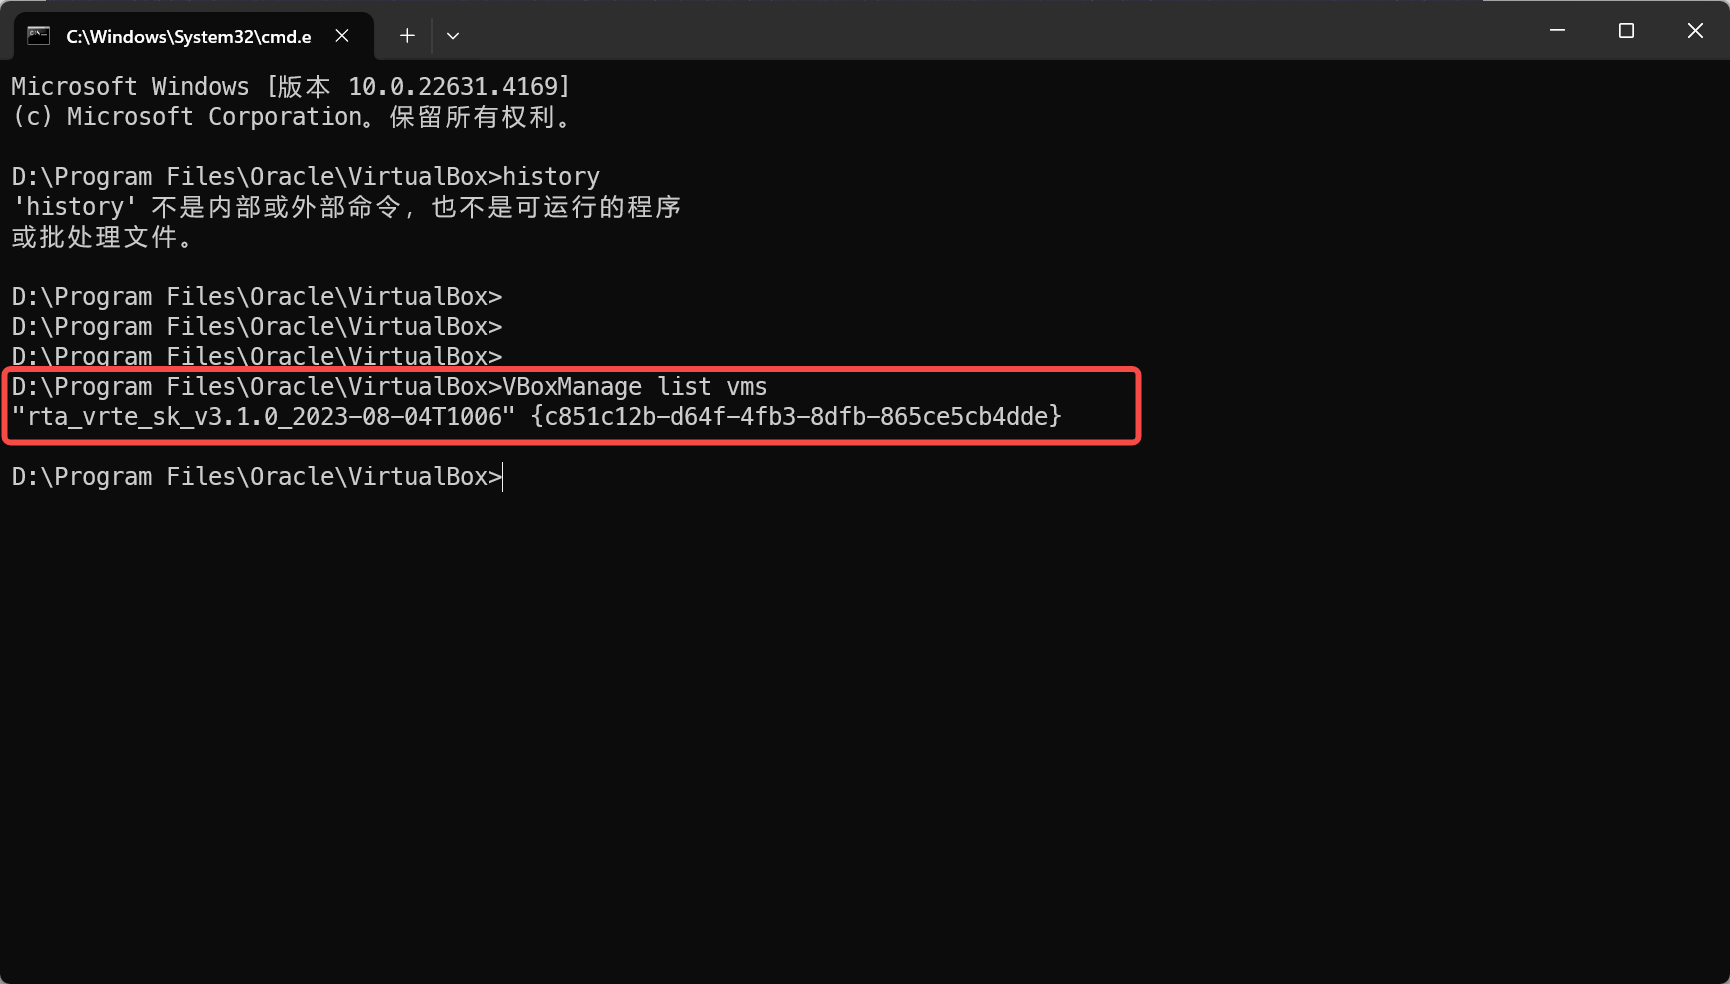 C:\Windows\System32\cmd.e
Microsoft Windows [版本 10.0.22631.4169]
(c) Microsoft Corporation。保留所有权利。
D:\Program Files\Oracle\VirtualBox>history
'history' 不是内部或外部命令，也不是可运行的程序
或批处理文件。
D:\Program Files\Oracle\VirtualBox>
D:\Program Files\Oracle\VirtualBox>
D:\Program Files\Oracle\VirtualBox>
D:\Program Files\Oracle\VirtualBox>VBoxManage list vms
"rta_vrte_sk_v3.1.0_2023-08-04T1006" {c851c12b-d64f-4fb3-8dfb-865ce5cb4dde}
D:\Program Files\Oracle\VirtualBox>